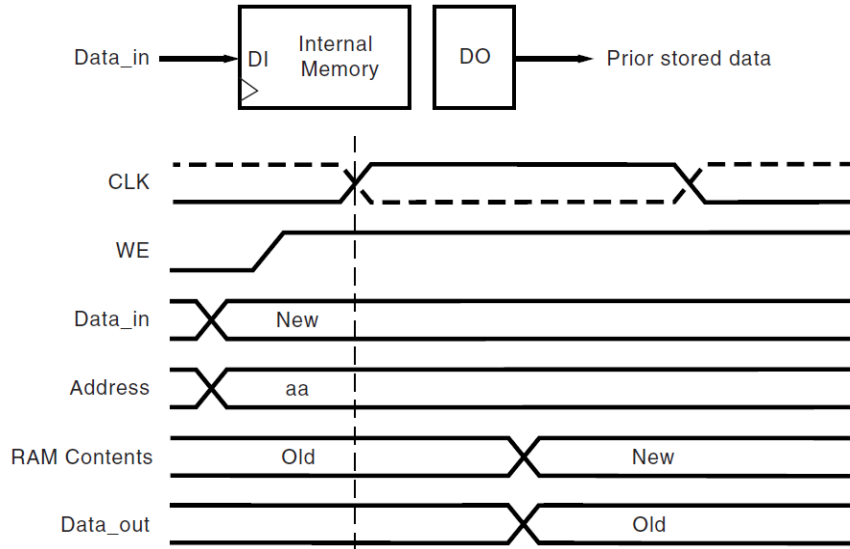 Data_in DI Internal Memory DO Prior stored data
CLK
WE
Data_in New
Address aa
RAM Contents Old New
Data_out Old